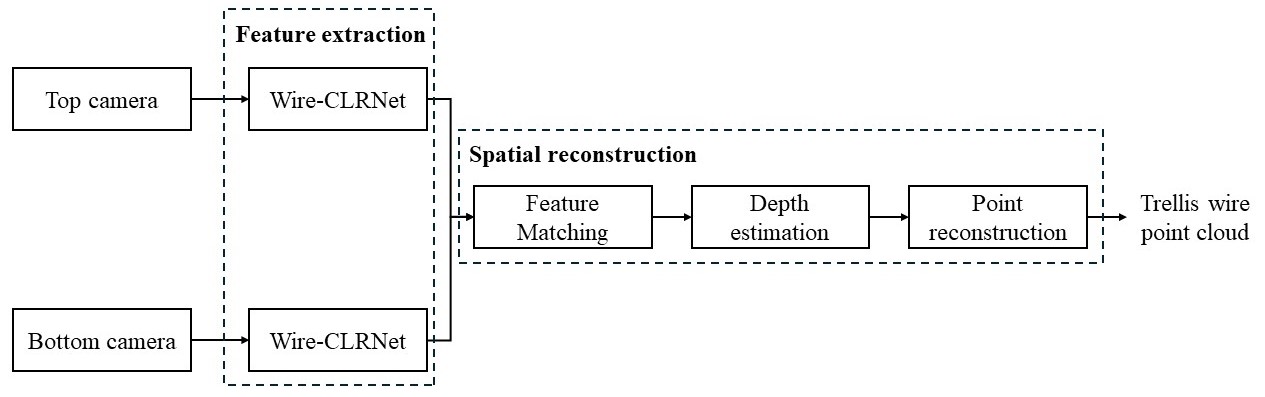 Feature extraction
Top camera
Wire-CLRNet
Spatial reconstruction
Feature
Matching
Depth
estimation
Point
reconstruction
Trellis wire
point cloud
Bottom camera
Wire-CLRNet